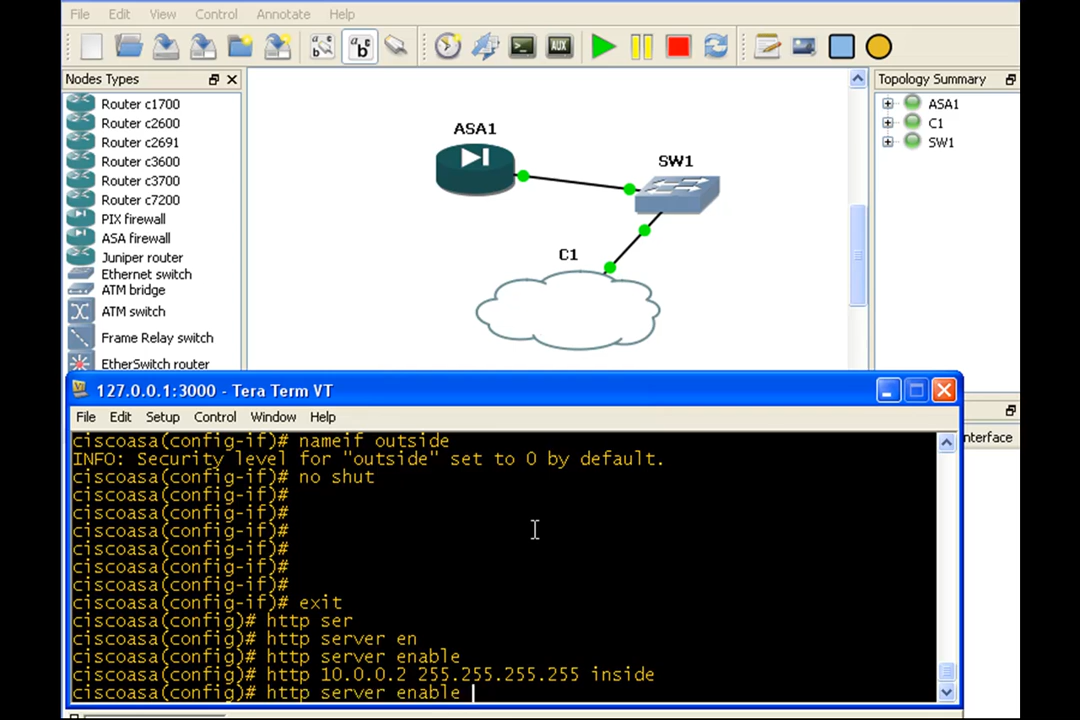 File Edit View Control Annotate Help
Nodes Types
Router c1700
Router c2600
Router c2691
Router c3600
Router c3700
Router c7200
PIX firewall
ASA firewall
Juniper router
Ethernet switch
ATM bridge
ATM switch
Frame Relay switch
EtherSwitch router
AUX
ASA1
SW1
C1
Topology Summary
ASA1
C1
SW1
nterface
127.0.0.1:3000 - Tera Term VT
File Edit Setup Control Window Help
ciscoasa(config-if)# nameif outside
INFO: Security level for "outside" set to 0 by default.
ciscoasa(config-if)# no shut
ciscoasa(config-if)#
ciscoasa(config-if)#
ciscoasa(config-if)#
ciscoasa(config-if)#
ciscoasa(config-if)#
ciscoasa(config-if)#
ciscoasa(config-if)# exit
ciscoasa(config)# http ser
ciscoasa(config)# http server en
ciscoasa(config)# http server enable
ciscoasa(config)# http 10.0.0.2 255.255.255.255 inside
ciscoasa(config)# http server enable